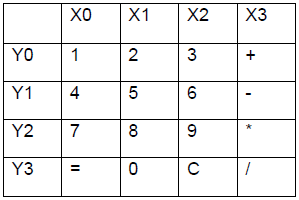 X0 X1 X2 X3
Y0 1 2 3 +
Y1 4 5 6 -
Y2 7 8 9 *
Y3 = 0 C /